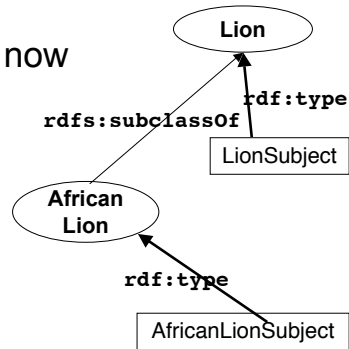 Lion
now
rdf:type
rdfs:subclassOf
LionSubject
African
Lion
rdf:type
AfricanLionSubject